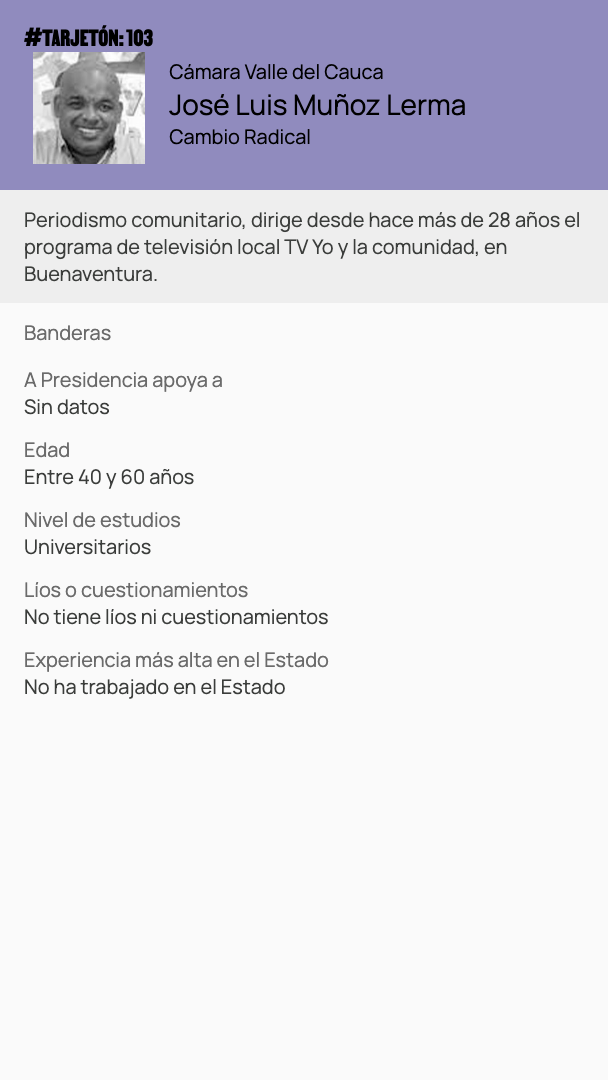 #TARJETÓN: 103
Cámara Valle del Cauca
José Luis Muñoz Lerma
Cambio Radical
Periodismo comunitario, dirige desde hace más de 28 años el
programa de televisión local TV Yo y la comunidad, en
Buenaventura.
Banderas
A Presidencia apoya a
Sin datos
Edad
Entre 40 y 60 años
Nivel de estudios
Universitarios
Líos o cuestionamientos
No tiene líos ni cuestionamientos
Experiencia más alta en el Estado
No ha trabajado en el Estado